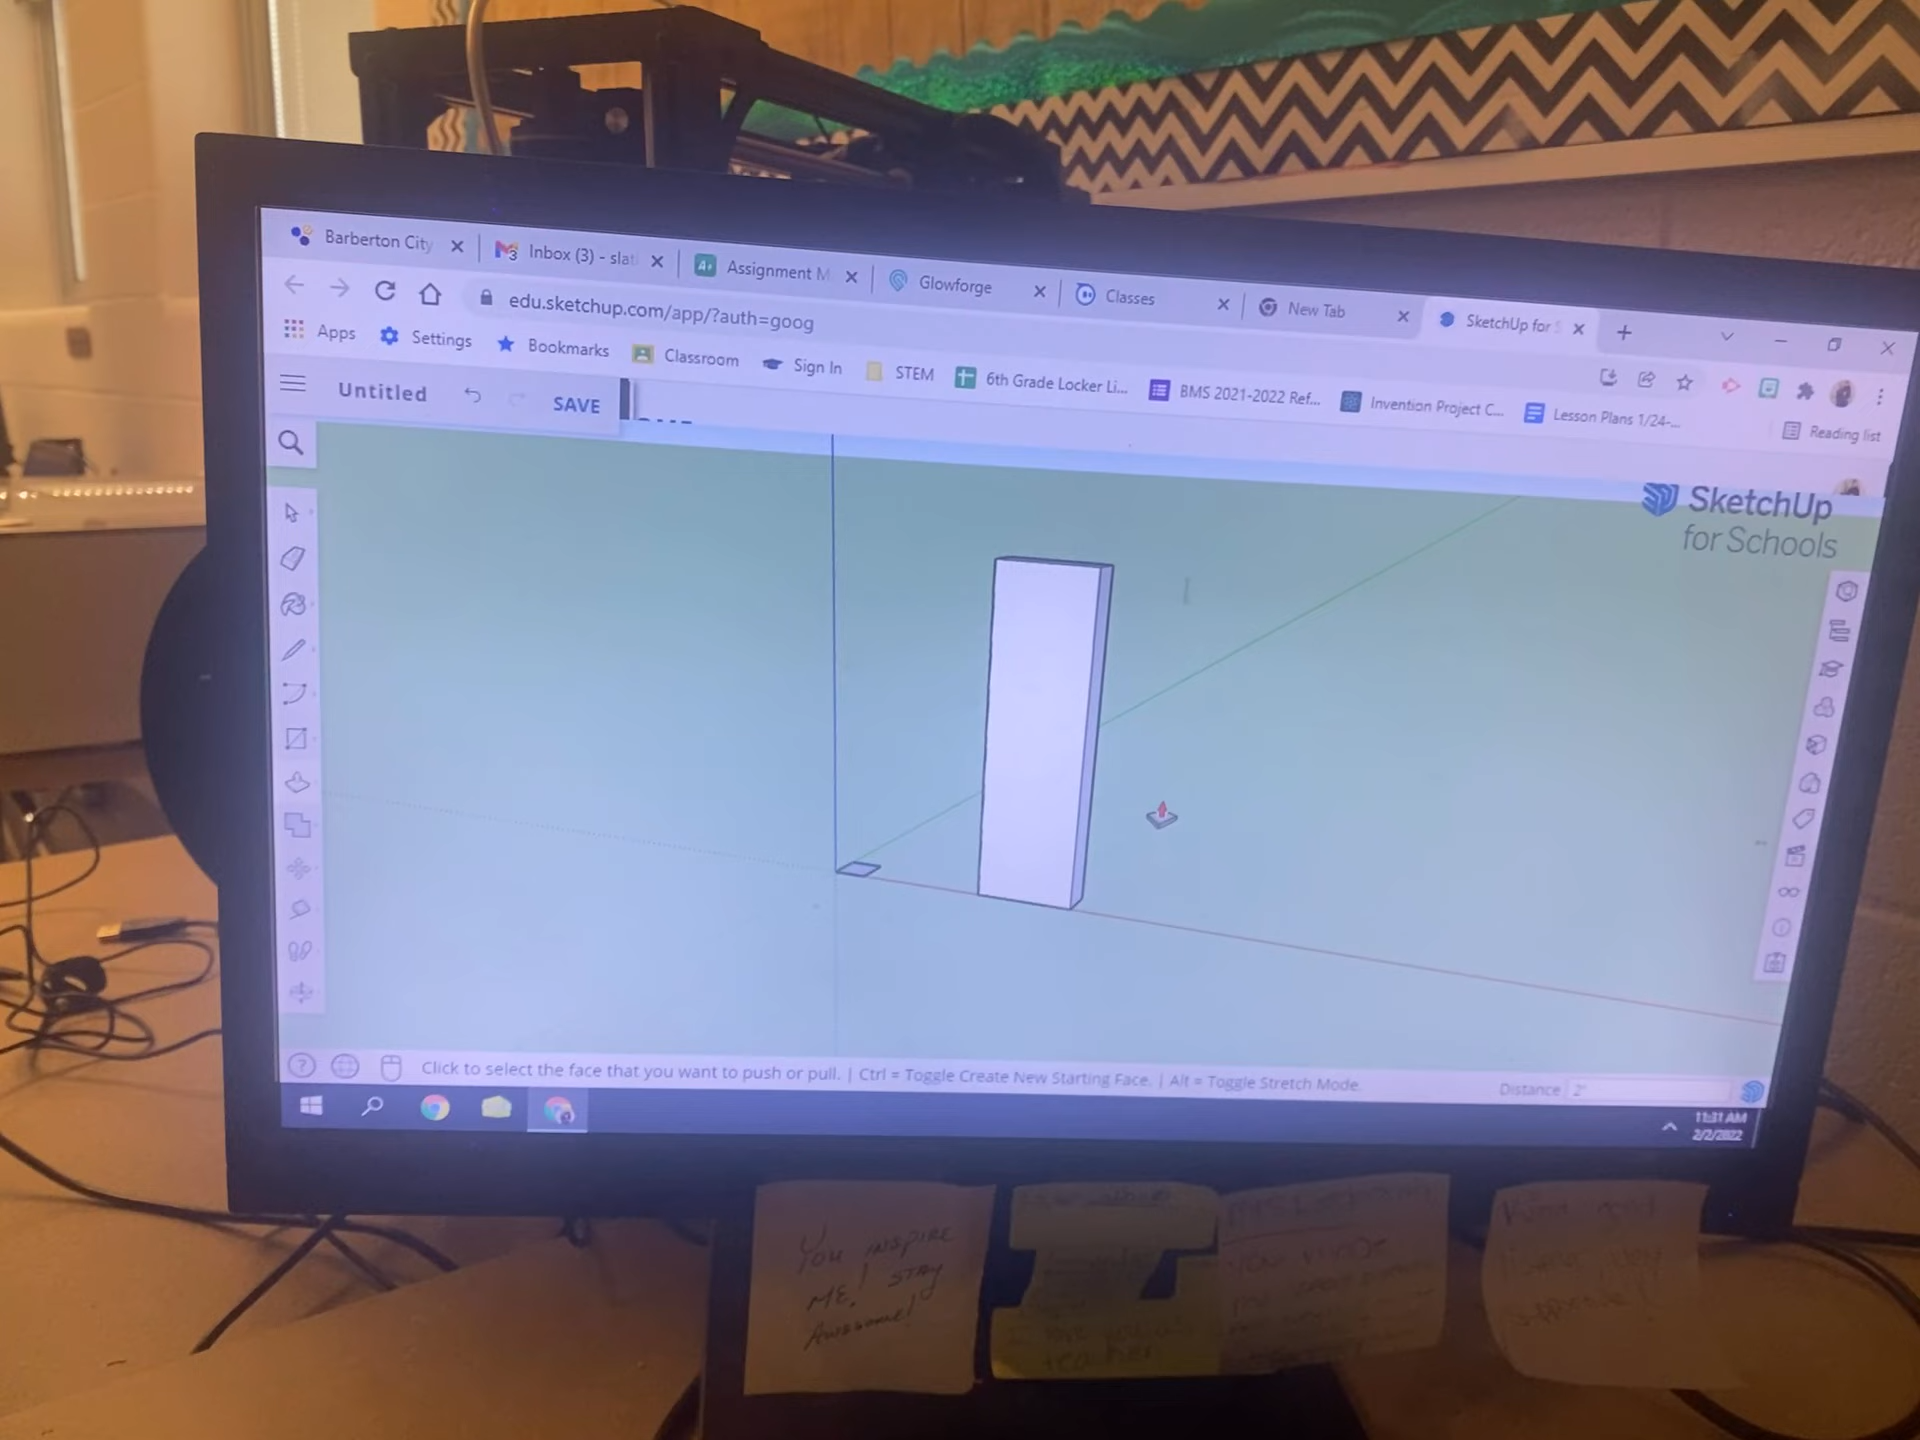 Barberton City
Inbox (3) - slat
Assignment M
Glowforge
Classes
New Tab
SketchUp for S
edu.sketchup.com/app/?auth=goog
Apps
Settings
Bookmarks
Classroom
Sign In
STEM
6th Grade Locker Li...
BMS 2021-2022 Ref...
Invention Project C...
Lesson Plans 1/24-...
Reading list
Untitled
SAVE
SketchUp
for Schools
Click to select the face that you want to push or pull. | Ctrl = Toggle Create New Starting Face. | Alt = Toggle Stretch Mode.
Distance 2"
11:31 AM
2/2/2022
You inspire
ME! STAY
Awesome!
teacher